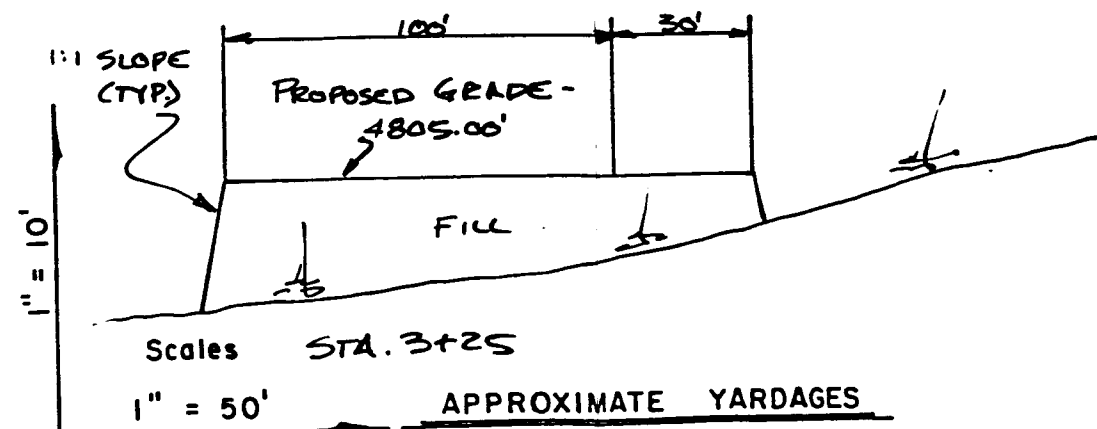 100'
30'
1:1 SLOPE
(TYP.)
PROPOSED GRADE-
4805.00'
FILL
1" = 10'
Scales STA. 3+25
1" = 50'
APPROXIMATE YARDAGES